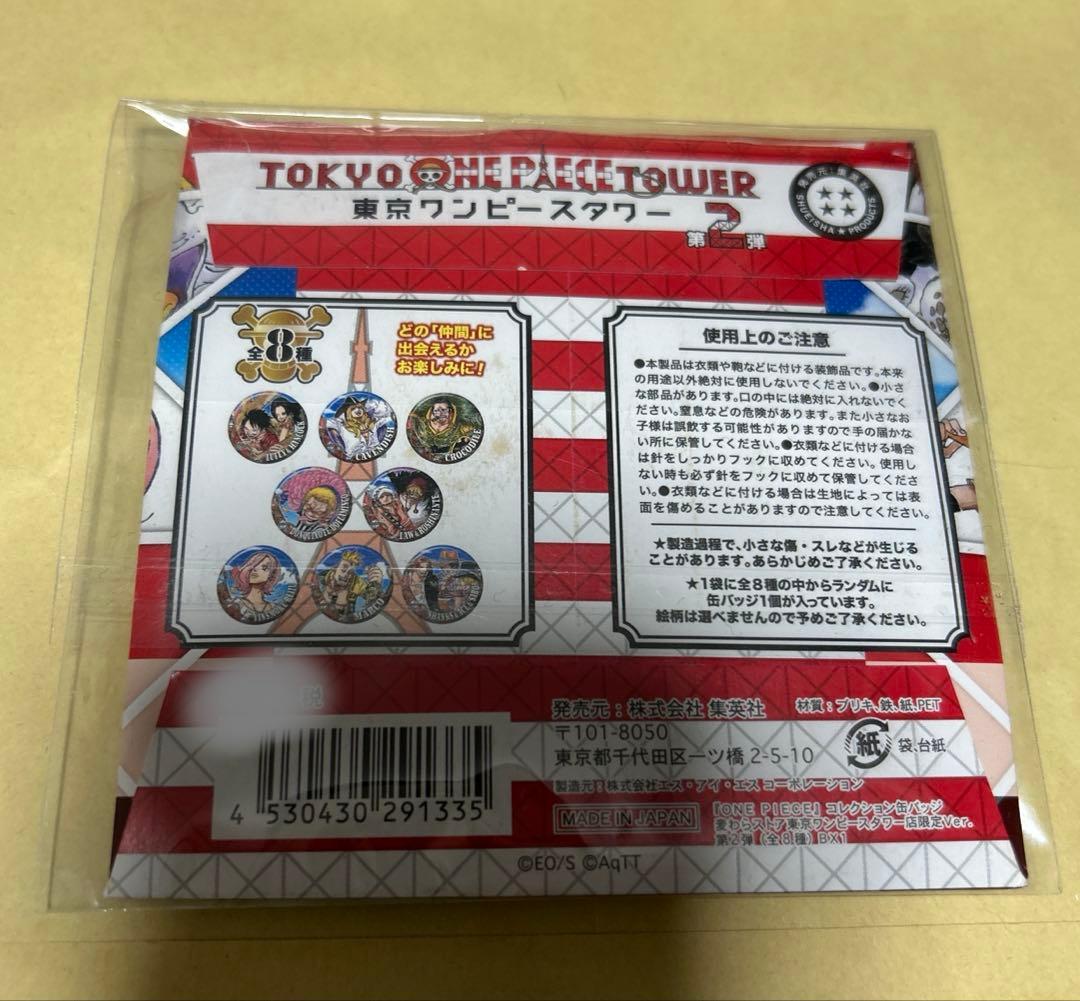 TOKYO ONE PIECE TOWER
東京ワンピースタワー
第2弾
発売元:集英社
SHUEISHA ★ PRODUCTS
全8種
どの「仲間」に
出会えるか
お楽しみに!
LUFFY & HANCOCK
CAVENDISH
CROCODILE
DONQUIXOTE DOFLAMINGO
LAW & ROSHINANTE
MARCO
使用上のご注意
●本製品は衣類や鞄などに付ける装飾品です。本来
の用途以外絶対に使用しないでください。●小さ
な部品があります。口の中には絶対に入れないでく
ださい。窒息などの危険があります。また小さなお
子様は誤飲する可能性がありますので手の届かな
い所に保管してください。●衣類などに付ける場合
は針をしっかりフックに収めてください。使用し
ない時も必ず針をフックに収めて保管してくださ
い。●衣類などに付ける場合は生地によっては表
面を傷めることがありますので注意してください。
★製造過程で、小さな傷・スレなどが生じる
ことがあります。あらかじめご了承ください。
★1袋に全8種の中からランダムに
缶バッジ1個が入っています。
絵柄は選べませんので予めご了承ください。
税
4 530430 291335
発売元:株式会社 集英社
材質:ブリキ、鉄、紙、PET
〒101-8050
東京都千代田区一ツ橋 2-5-10
紙 袋、台紙
製造元:株式会社エス・アイ・エス コーポレーション
MADE IN JAPAN
『ONE PIECE』コレクション缶バッジ
麦わらストア東京ワンピースタワー店限定Ver.
第2弾(全8種)BX1
©EO/S ©AqTT